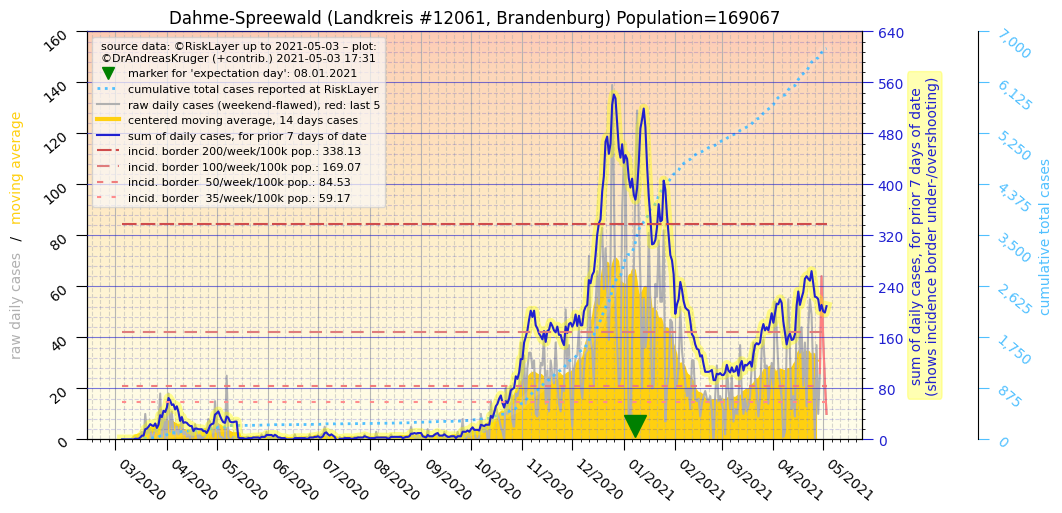 Dahme-Spreewald (Landkreis #12061, Brandenburg) Population=169067
source data: ©RiskLayer up to 2021-05-03 – plot:
©DrAndreasKruger (+contrib.) 2021-05-03 17:31
marker for 'expectation day': 08.01.2021
cumulative total cases reported at RiskLayer
raw daily cases (weekend-flawed), red: last 5
centered moving average, 14 days cases
sum of daily cases, for prior 7 days of date
incid. border 200/week/100k pop.: 338.13
incid. border 100/week/100k pop.: 169.07
incid. border  50/week/100k pop.: 84.53
incid. border  35/week/100k pop.: 59.17
raw daily cases / moving average
160
140
120
100
80
60
40
20
0
03/2020
04/2020
05/2020
06/2020
07/2020
08/2020
09/2020
10/2020
11/2020
12/2020
01/2021
02/2021
03/2021
04/2021
05/2021
640
560
480
400
320
240
160
80
0
sum of daily cases, for prior 7 days of date
(shows incidence border under-/overshooting)
7,000
6,125
5,250
4,375
3,500
2,625
1,750
875
0
cumulative total cases